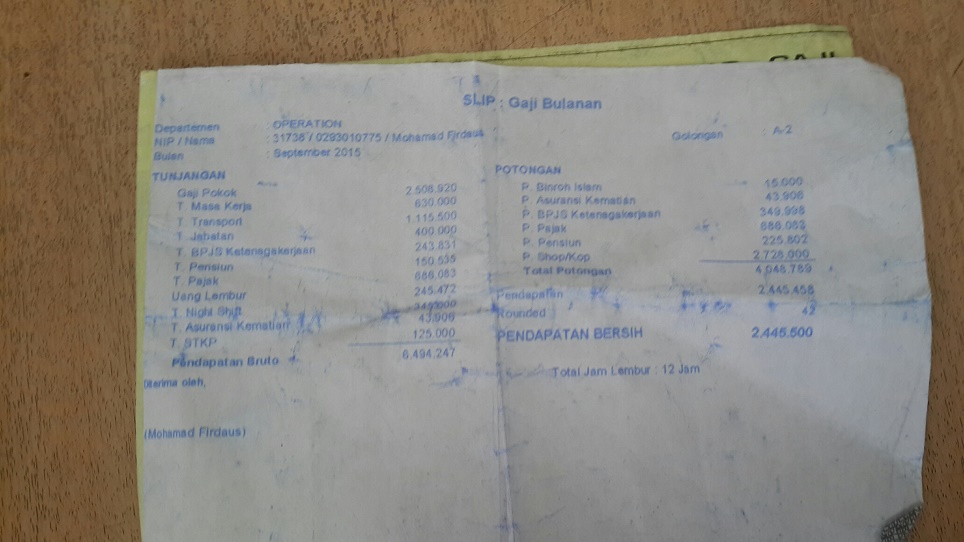 SLIP : Gaji Bulanan
Departemen : OPERATION
NIP / Name : 31736 / 0293010775 / Mohamad Firdaus
Golongan : A-2
Bulan : September 2015
TUNJANGAN
Gaji Pokok 2.508.920
T. Masa Kerja 630.000
T. Transport 1.115.500
T. Jabatan 400.000
T. BPJS Ketenagakerjaan 243.831
T. Pensiun 150.535
T. Pajak 686.083
Uang Lembur 245.472
T. Night Shift
T. Asuransi Kematian 43.906
T. STKP 125.000
Pendapatan Bruto 6.494.247
POTONGAN
P. Binroh Islam 15.000
P. Asuransi Kematian 43.906
P. BPJS Ketenagakerjaan 349.998
P. Pajak 686.083
P. Pensiun 225.802
P. Shop/Kop 2.728.000
Total Potongan 4.048.789
Pendapatan 2.445.458
Rounded 42
PENDAPATAN BERSIH 2.445.500
Total Jam Lembur : 12 Jam
Diterima oleh,
(Mohamad Firdaus)